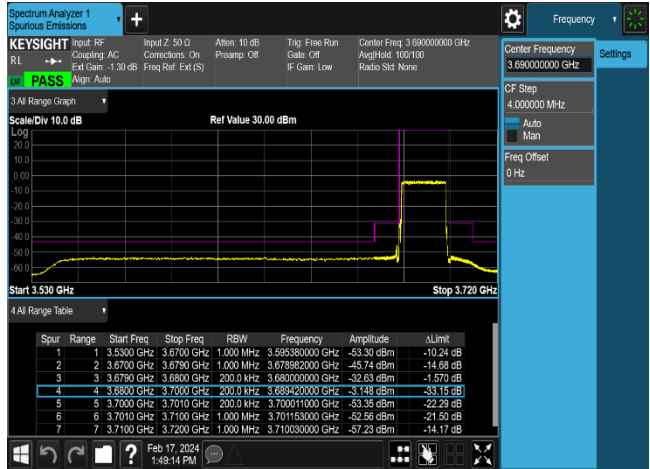 Spectrum Analyzer 1
Spurious Emissions
Frequency
KEYSIGHT Input: RF Input Z: 50 Ω Atten: 10 dB Trig: Free Run Center Freq: 3.690000000 GHz
RL Coupling: AC Corrections: On Preamp: Off Gate: Off Avg|Hold: 100/100
Ext Gain: -1.30 dB Freq Ref: Ext (S) IF Gain: Low Radio Std: None
PASS Align: Auto
Center Frequency
3.690000000 GHz
Settings
CF Step
4.000000 MHz
Auto
Man
Freq Offset
0 Hz
3 All Range Graph
Scale/Div 10.0 dB Ref Value 30.00 dBm
Log
20.0
10.0
0.00
-10.0
-20.0
-30.0
-40.0
-50.0
-60.0
Start 3.530 GHz Stop 3.720 GHz
4 All Range Table
Spur Range Start Freq Stop Freq RBW Frequency Amplitude ΔLimit
1 1 3.5300 GHz 3.6700 GHz 1.000 MHz 3.595380000 GHz -53.30 dBm -10.24 dB
2 2 3.6700 GHz 3.6790 GHz 1.000 MHz 3.678982000 GHz -45.74 dBm -14.68 dB
3 3 3.6790 GHz 3.6800 GHz 200.0 kHz 3.680000000 GHz -32.63 dBm -1.570 dB
4 4 3.6800 GHz 3.7000 GHz 200.0 kHz 3.689420000 GHz -3.148 dBm -33.15 dB
5 5 3.7000 GHz 3.7010 GHz 200.0 kHz 3.700011000 GHz -53.35 dBm -22.29 dB
6 6 3.7010 GHz 3.7100 GHz 1.000 MHz 3.701153000 GHz -52.56 dBm -21.50 dB
7 7 3.7100 GHz 3.7200 GHz 1.000 MHz 3.710030000 GHz -57.23 dBm -14.17 dB
Feb 17, 2024
1:49:14 PM